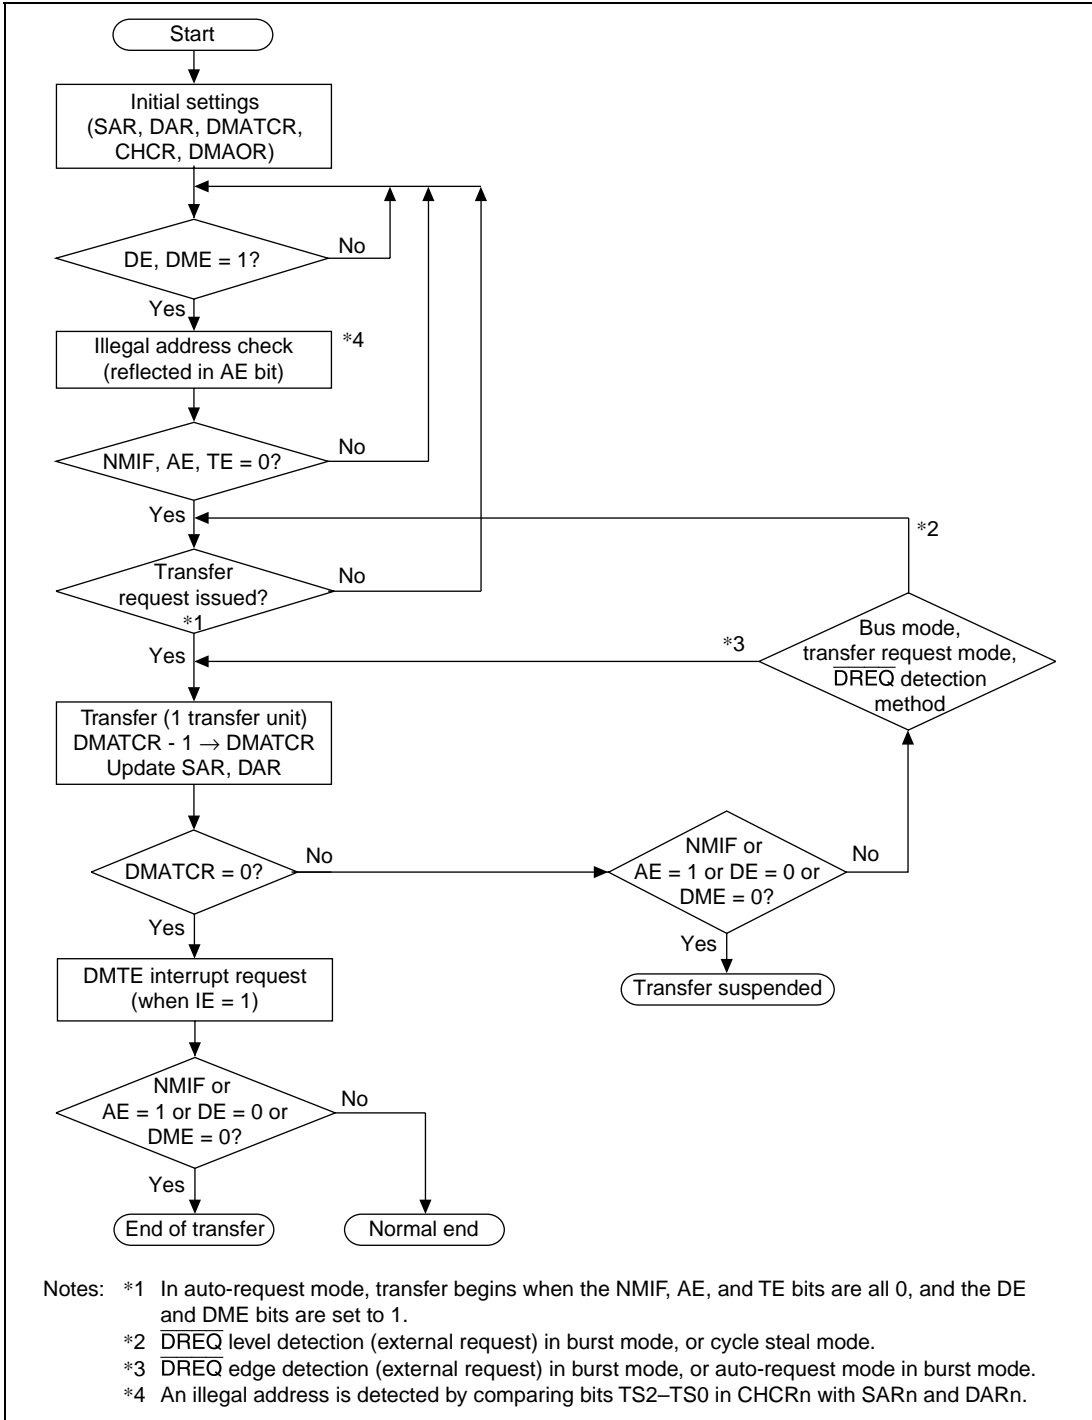 Start
Initial settings
(SAR, DAR, DMATCR,
CHCR, DMAOR)
DE, DME = 1?
No
Yes
Illegal address check
(reflected in AE bit)
*4
NMIF, AE, TE = 0?
No
Yes
*2
Transfer
request issued?
*1
No
Bus mode,
transfer request mode,
DREQ detection
method
*3
Yes
Transfer (1 transfer unit)
DMATCR - 1 → DMATCR
Update SAR, DAR
DMATCR = 0?
No
NMIF or
AE = 1 or DE = 0 or
DME = 0?
No
Yes
Yes
DMTE interrupt request
(when IE = 1)
Transfer suspended
NMIF or
AE = 1 or DE = 0 or
DME = 0?
No
Yes
End of transfer
Normal end
Notes: *1 In auto-request mode, transfer begins when the NMIF, AE, and TE bits are all 0, and the DE
and DME bits are set to 1.
*2 DREQ level detection (external request) in burst mode, or cycle steal mode.
*3 DREQ edge detection (external request) in burst mode, or auto-request mode in burst mode.
*4 An illegal address is detected by comparing bits TS2–TS0 in CHCRn with SARn and DARn.